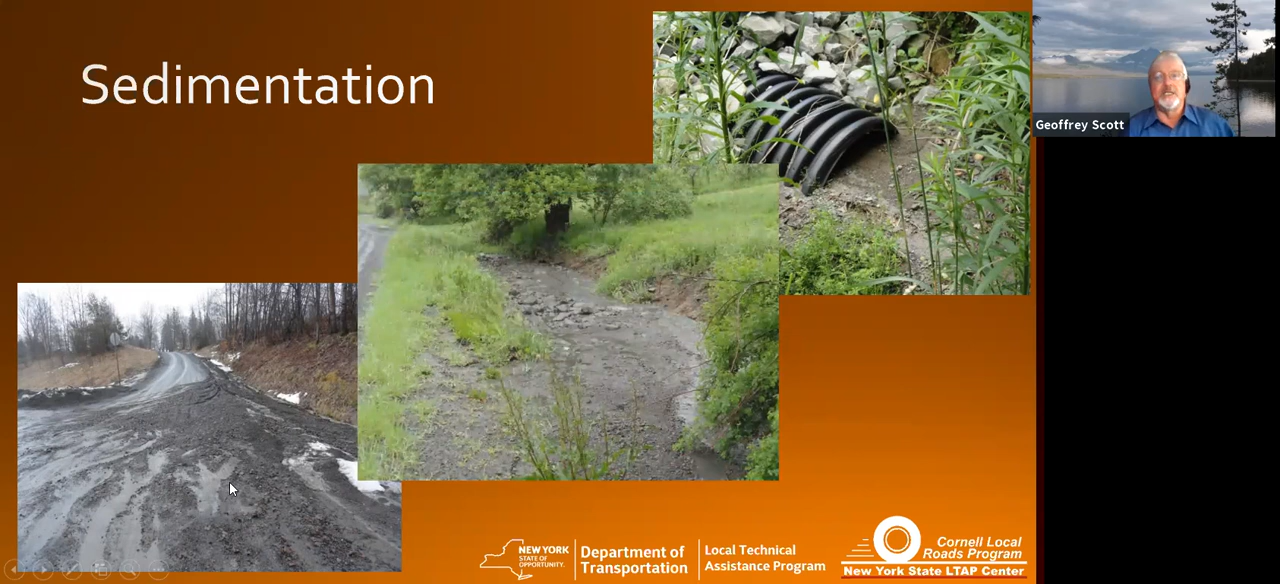 Sedimentation
Geoffrey Scott
NEW YORK
STATE OF
OPPORTUNITY.
Department of
Transportation
Local Technical
Assistance Program
Cornell Local
Roads Program
New York State LTAP Center